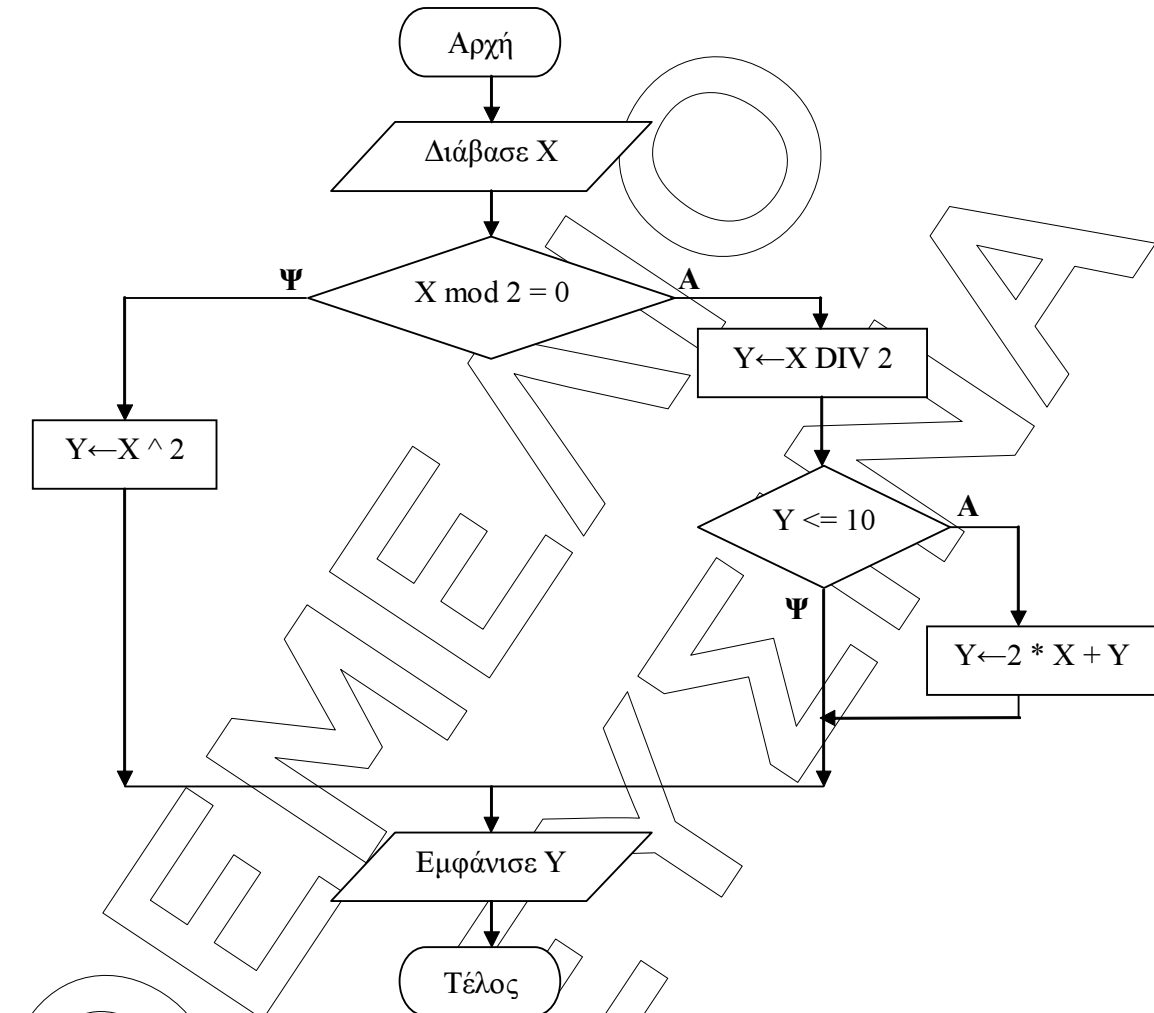 Αρχή
Διάβασε Χ
Ψ
X mod 2 = 0
Α
Y←X DIV 2
Y←X ^ 2
Y <= 10
Α
Ψ
Y←2 * X + Y
Εμφάνισε Υ
Τέλος